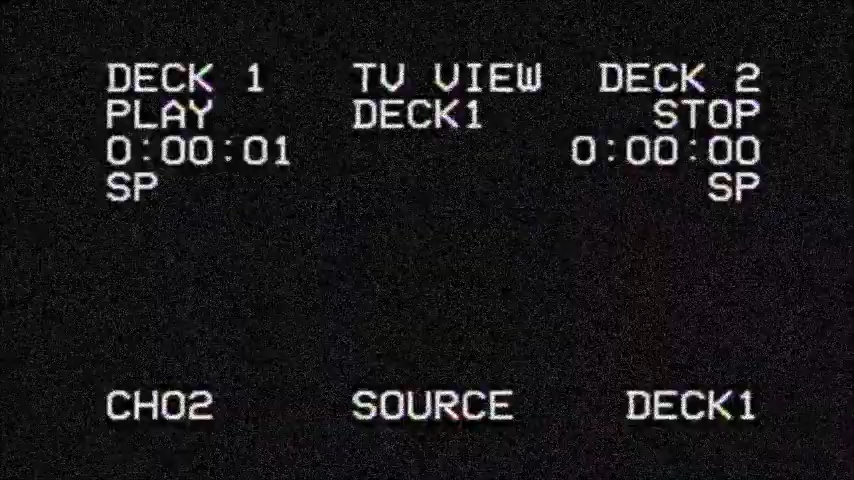 DECK 1 TV VIEW DECK 2
PLAY DECK1 STOP
0:00:01 0:00:00
SP SP
CH02 SOURCE DECK1